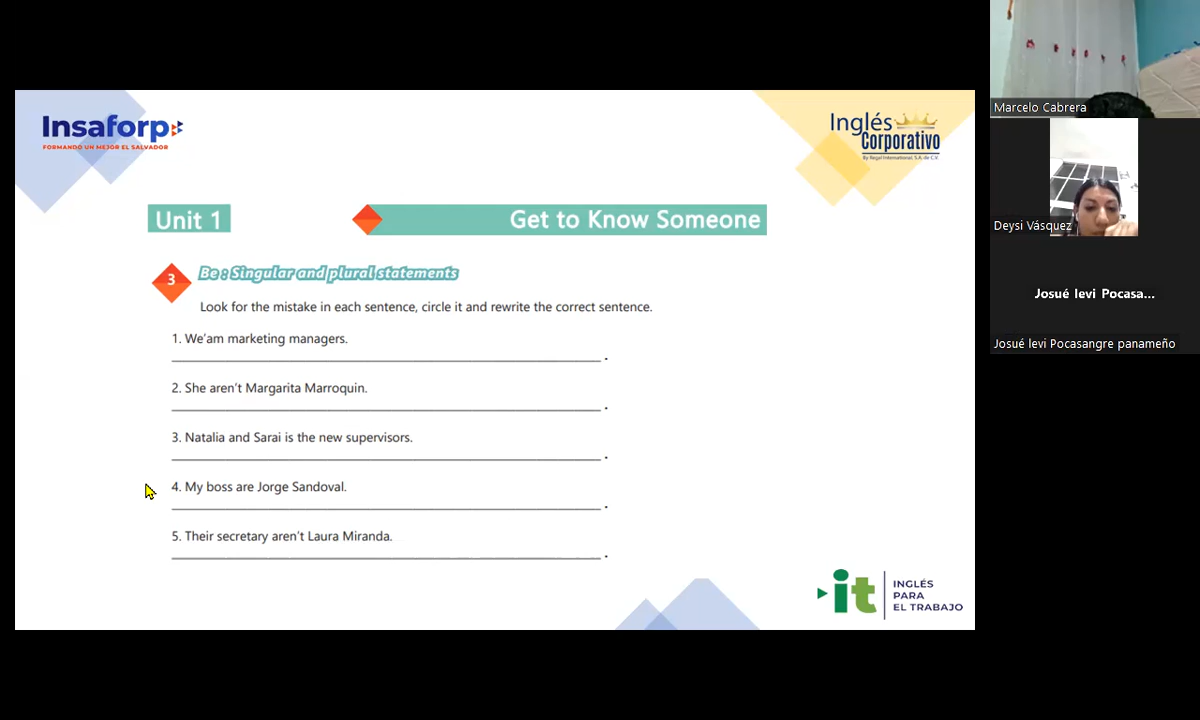 Insaforp
FORMANDO UN MEJOR EL SALVADOR
Inglés
Corporativo
By Regal International, S.A. de C.V.
Unit 1
Get to Know Someone
3
Be : Singular and plural statements
Look for the mistake in each sentence, circle it and rewrite the correct sentence.
1. We'am marketing managers.
2. She aren't Margarita Marroquin.
3. Natalia and Sarai is the new supervisors.
4. My boss are Jorge Sandoval.
5. Their secretary aren't Laura Miranda.
it
INGLÉS
PARA
EL TRABAJO
Marcelo Cabrera
Deysi Vásquez
Josué levi Pocasa...
Josué levi Pocasangre panameño